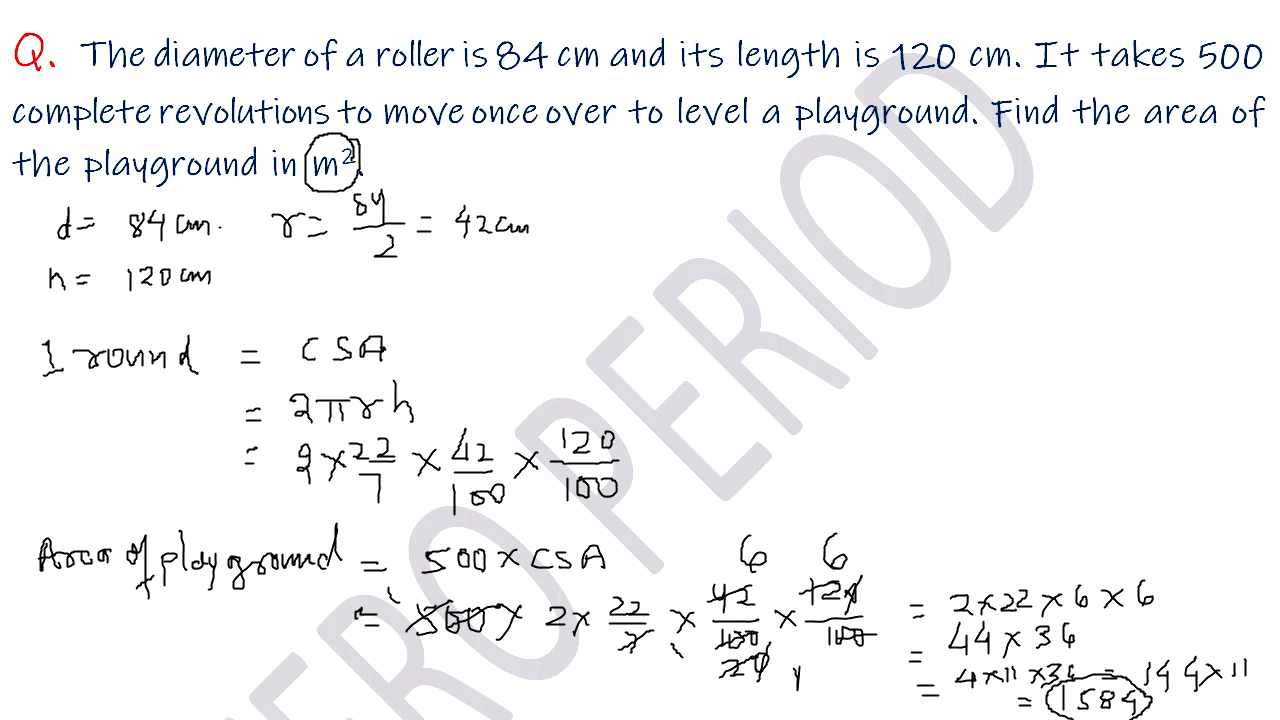 Q. The diameter of a roller is 84 cm and its length is 120 cm. It takes 500
complete revolutions to move once over to level a playground. Find the area of
the playground in m².
d = 84 cm. r = 84/2 = 42 cm
h = 120 cm
1 round = CSA
= 2πrh
= 2 × 22/7 × 42/100 × 120/100
Area of playground = 500 × CSA
= 500 × 2 × 22/7 × 42/100 × 120/100
6 6
20
= 2×22×6×6
= 44×36
= 4×11×36 = 144×11
= 1584
ERO PERIOD